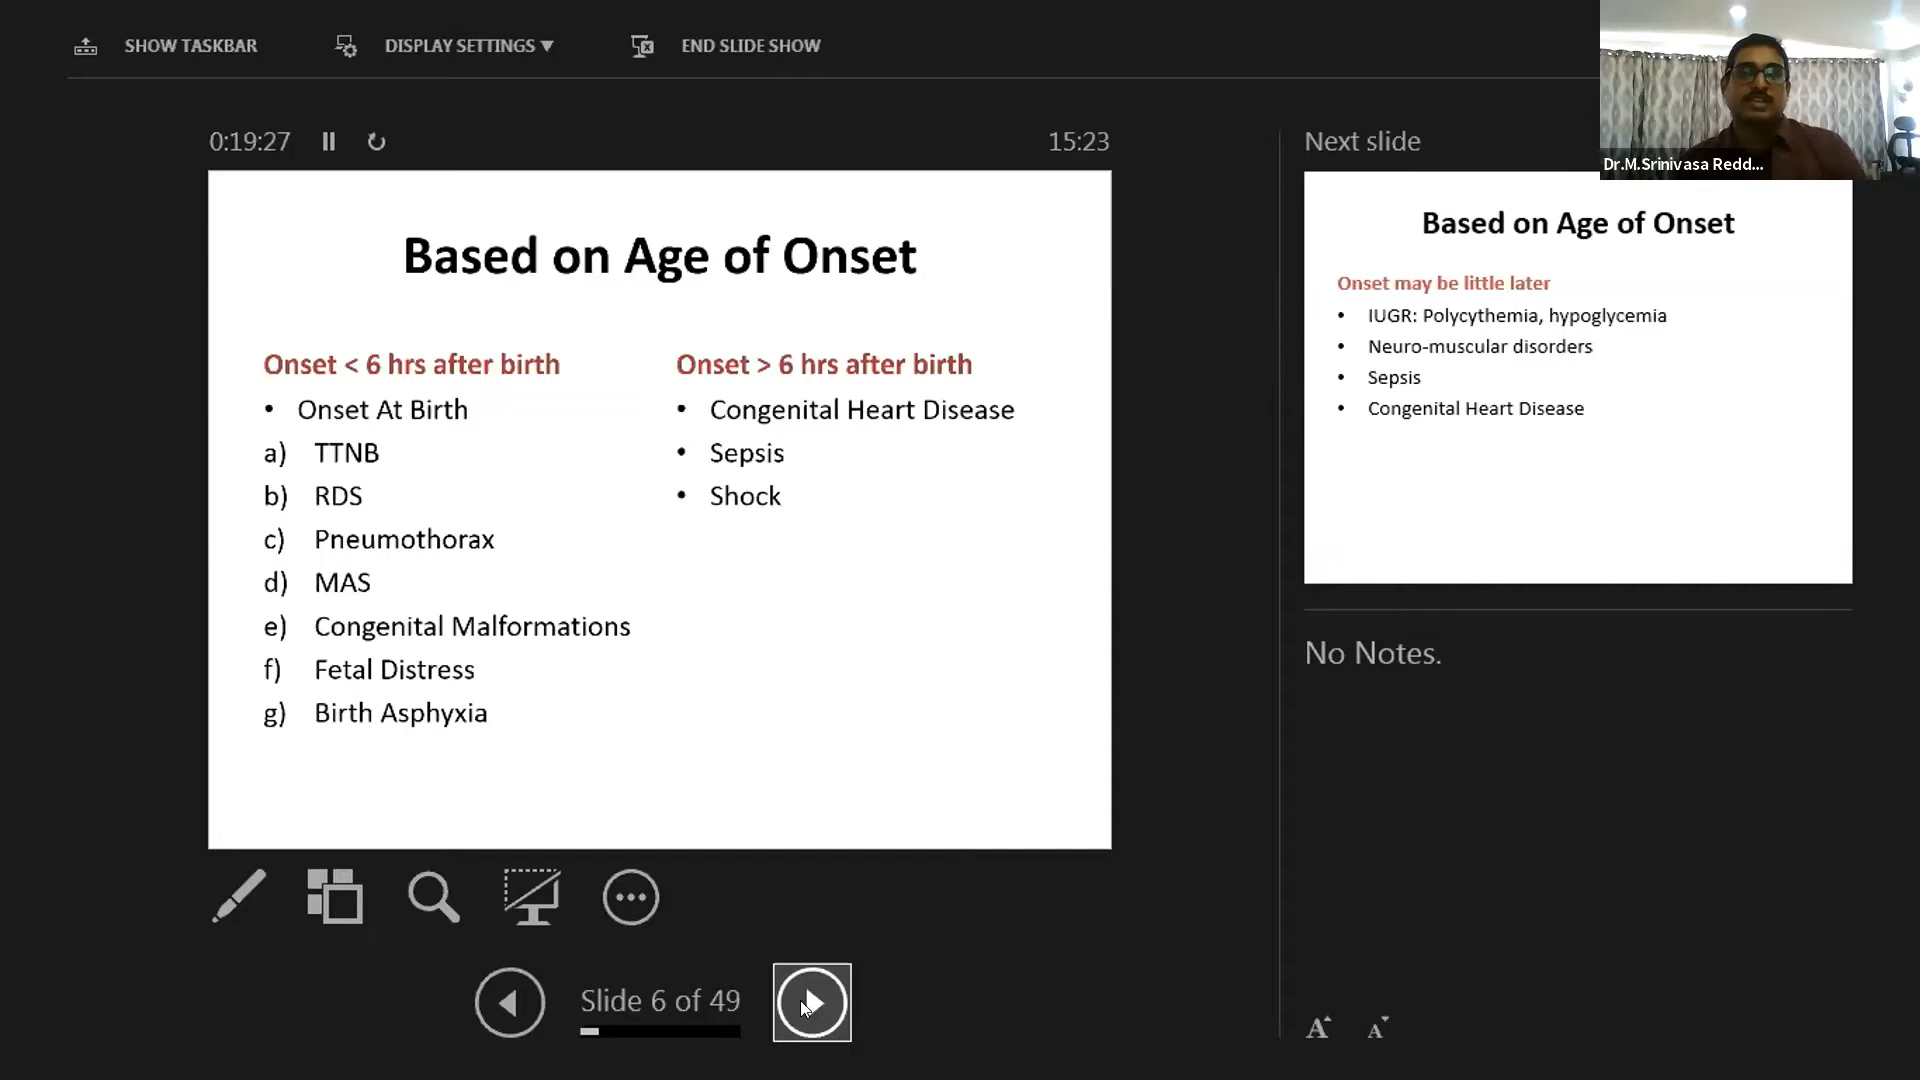 SHOW TASKBAR DISPLAY SETTINGS ▼ END SLIDE SHOW
Dr.M.Srinivasa Redd...
0:19:27 15:23
Based on Age of Onset
Onset < 6 hrs after birth
• Onset At Birth
a) TTNB
b) RDS
c) Pneumothorax
d) MAS
e) Congenital Malformations
f) Fetal Distress
g) Birth Asphyxia
Onset > 6 hrs after birth
• Congenital Heart Disease
• Sepsis
• Shock
Slide 6 of 49
Next slide
Based on Age of Onset
Onset may be little later
• IUGR: Polycythemia, hypoglycemia
• Neuro-muscular disorders
• Sepsis
• Congenital Heart Disease
No Notes.
A A